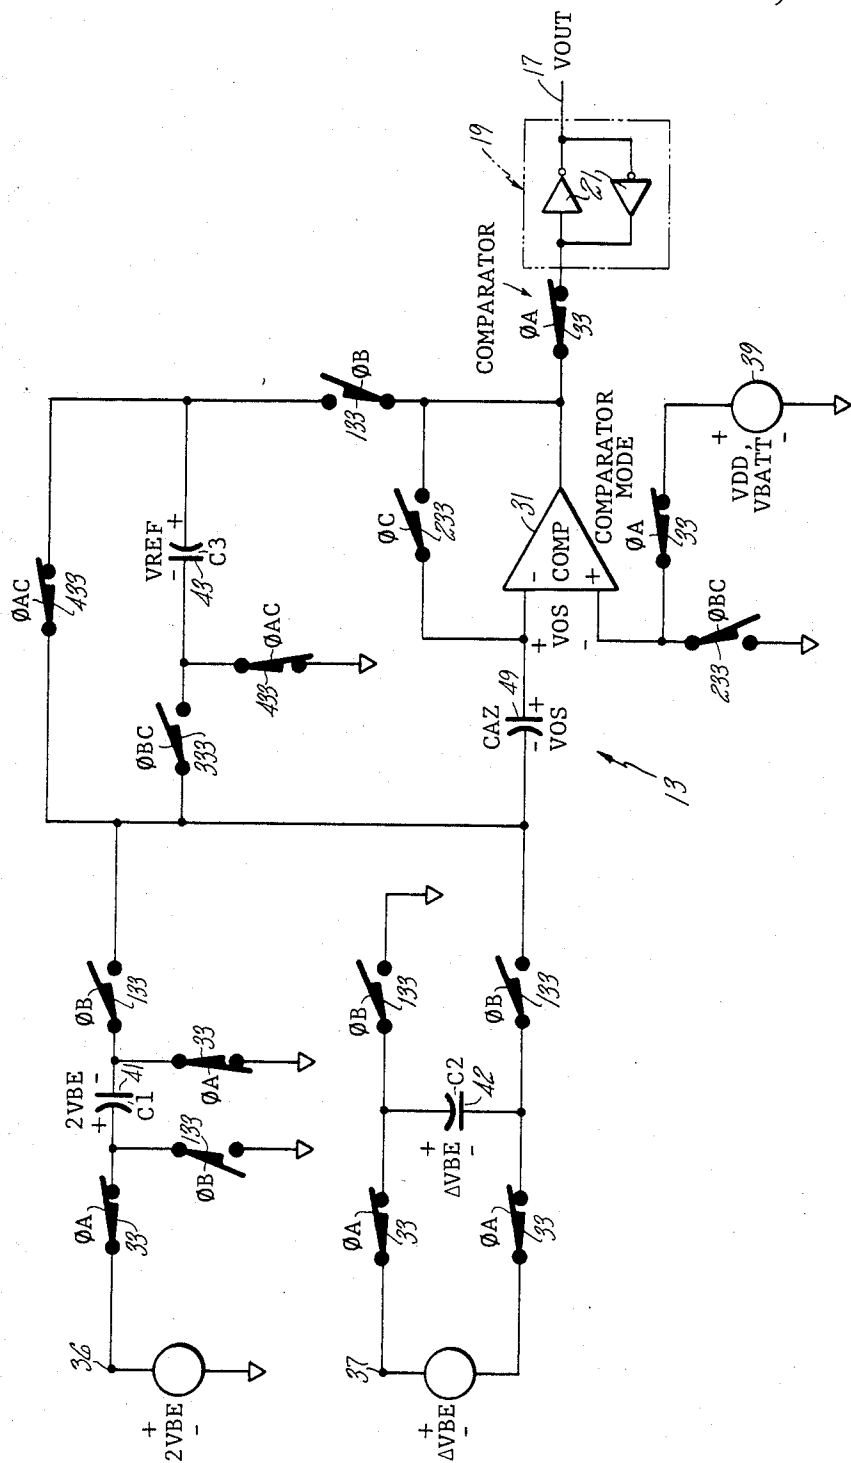 +
2VBE
-
36
ØA
33
2VBE
+ -
41
C1
133
ØB
33
ØA
ØB
133
+
ΔVBE
-
37
ØA
33
ØA
33
+
ΔVBE
-
C2
42
ØB
133
ØB
133
ØAC
433
ØBC
333
VREF
- +
43
C3
ØAC
433
133
ØB
ØC
233
CAZ
49
- +
VOS
+
VOS
-
-
COMP
+
31
COMPARATOR
MODE
ØBC
233
ØA
33
+
VDD,
VBATT
-
39
COMPARATOR
ØA
33
19
21
17
VOUT
13